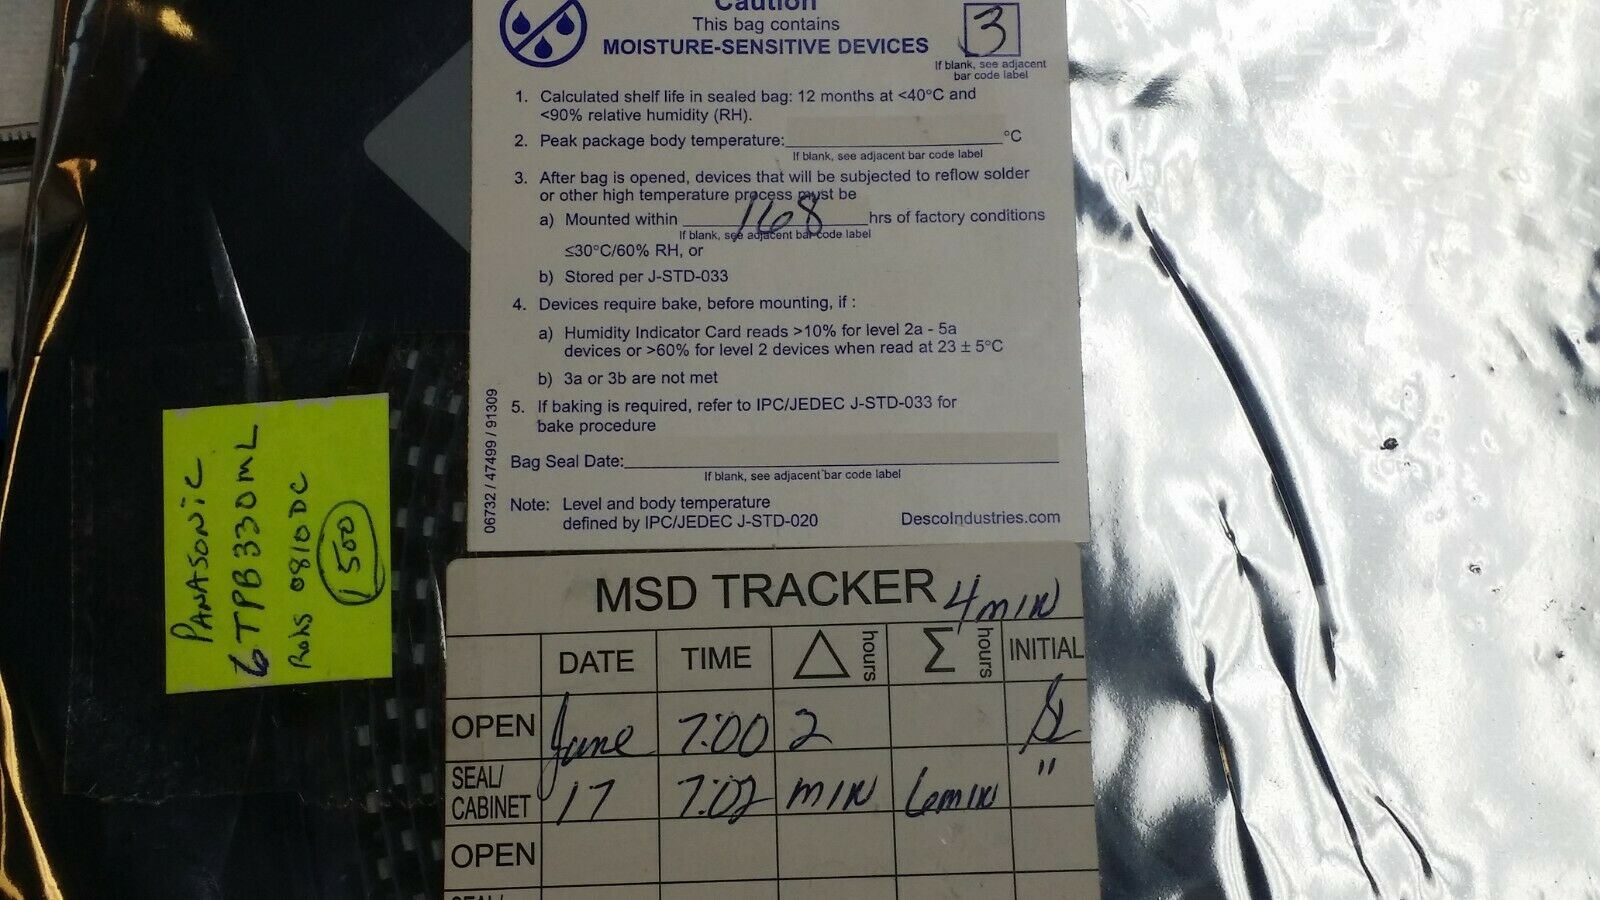 Caution
This bag contains
MOISTURE-SENSITIVE DEVICES
3
If blank, see adjacent
bar code label
1. Calculated shelf life in sealed bag: 12 months at <40°C and
<90% relative humidity (RH).
2. Peak package body temperature: °C
If blank, see adjacent bar code label
3. After bag is opened, devices that will be subjected to reflow solder
or other high temperature process must be
a) Mounted within 168 hrs of factory conditions
If blank, see adjacent bar code label
≤30°C/60% RH, or
b) Stored per J-STD-033
4. Devices require bake, before mounting, if :
a) Humidity Indicator Card reads >10% for level 2a - 5a
devices or >60% for level 2 devices when read at 23 ± 5°C
b) 3a or 3b are not met
5. If baking is required, refer to IPC/JEDEC J-STD-033 for
bake procedure
Bag Seal Date:
If blank, see adjacent bar code label
Note: Level and body temperature
defined by IPC/JEDEC J-STD-020
DescoIndustries.com
06732 / 47499 / 91309
PANASONIC
6TPB330ML
RoHS 0810DC
1500
MSD TRACKER 4 MIN
DATE TIME △ hours Σ hours INITIAL
OPEN June 7:00 2
SEAL/
CABINET 17 7:02 MIN 6 MIN "
OPEN